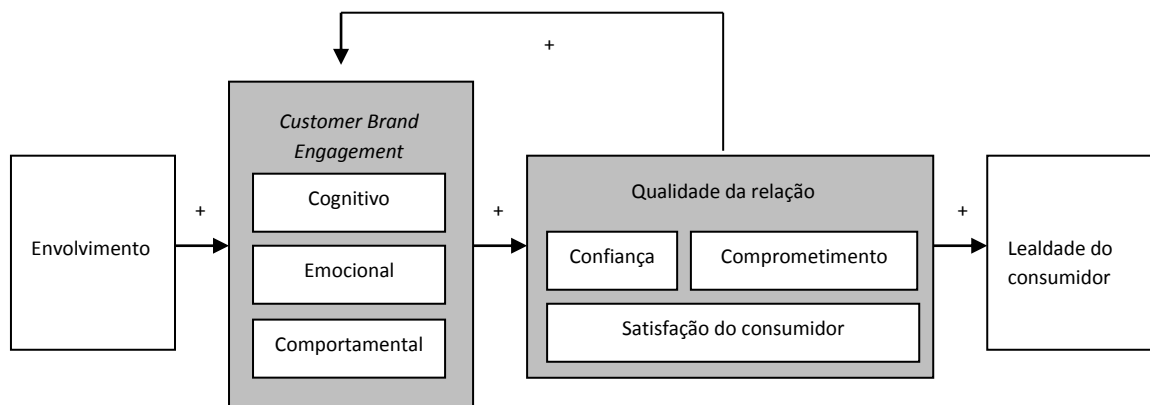 +
Customer Brand
Engagement
Cognitivo
Emocional
Comportamental
Envolvimento
+
+
Qualidade da relação
Confiança
Comprometimento
Satisfação do consumidor
+
Lealdade do
consumidor